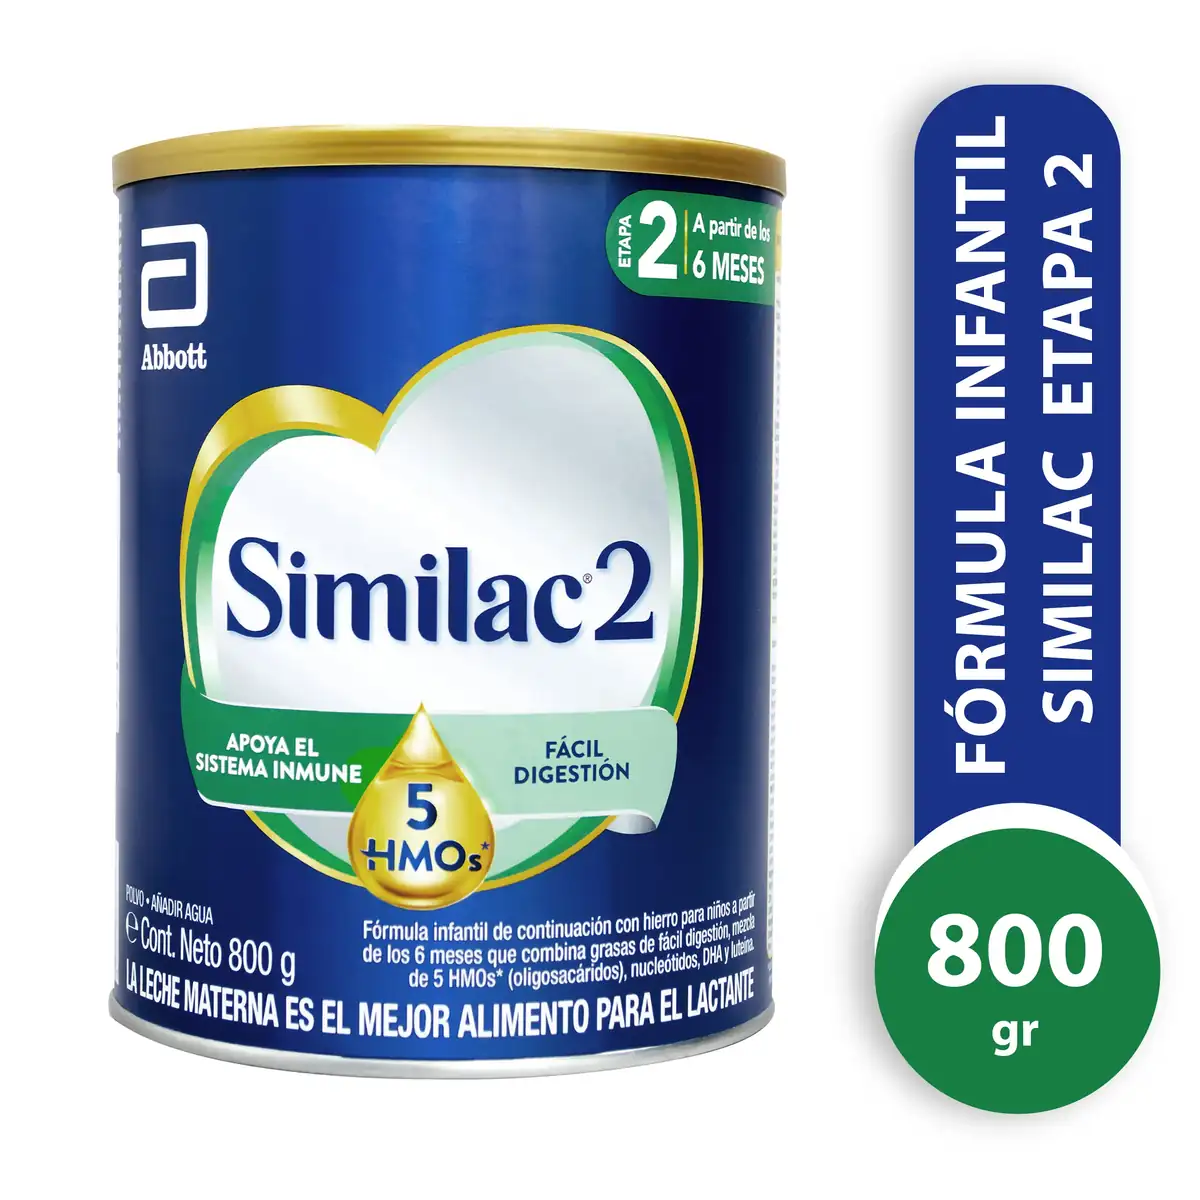 Abbott
ETAPA
2
A partir de los
6 MESES
Similac®2
APOYA EL
SISTEMA INMUNE
FÁCIL
DIGESTIÓN
5
HMOs*
POLVO • AÑADIR AGUA
℮ Cont. Neto 800 g
Fórmula infantil de continuación con hierro para niños a partir
de los 6 meses que combina grasas de fácil digestión, mezcla
de 5 HMOs* (oligosacáridos), nucleótidos, DHA y luteína.
LA LECHE MATERNA ES EL MEJOR ALIMENTO PARA EL LACTANTE
FÓRMULA INFANTIL
SIMILAC ETAPA 2
800
gr